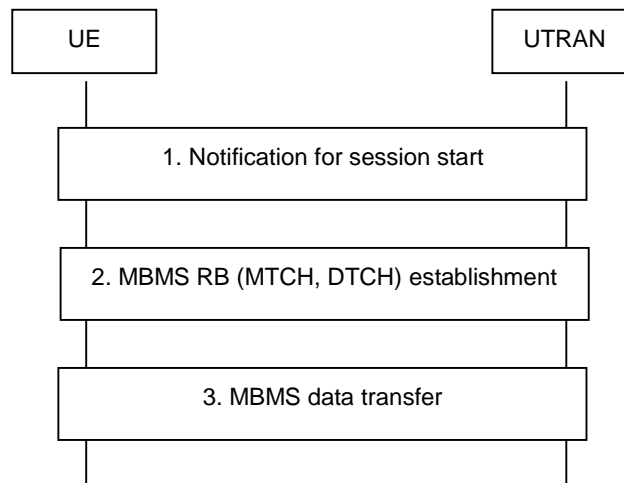 UE
UTRAN
1. Notification for session start
2. MBMS RB (MTCH, DTCH) establishment
3. MBMS data transfer